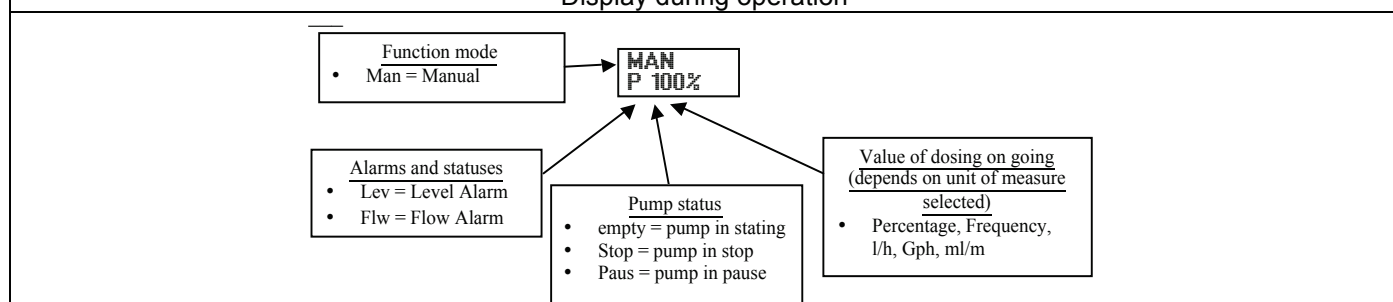 Display during operation
Function mode
• Man = Manual
MAN
P 100%
Alarms and statuses
• Lev = Level Alarm
• Flw = Flow Alarm
Pump status
• empty = pump in stating
• Stop = pump in stop
• Paus = pump in pause
Value of dosing on going
(depends on unit of measure
selected)
• Percentage, Frequency,
l/h, Gph, ml/m